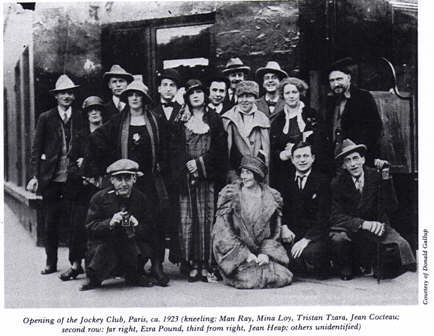 Courtesy of Donald Gallup
Opening of the Jockey Club, Paris, ca. 1923 (kneeling: Man Ray, Mina Loy, Tristan Tzara, Jean Cocteau;
second row: far right, Ezra Pound, third from right, Jean Heap; others unidentified)